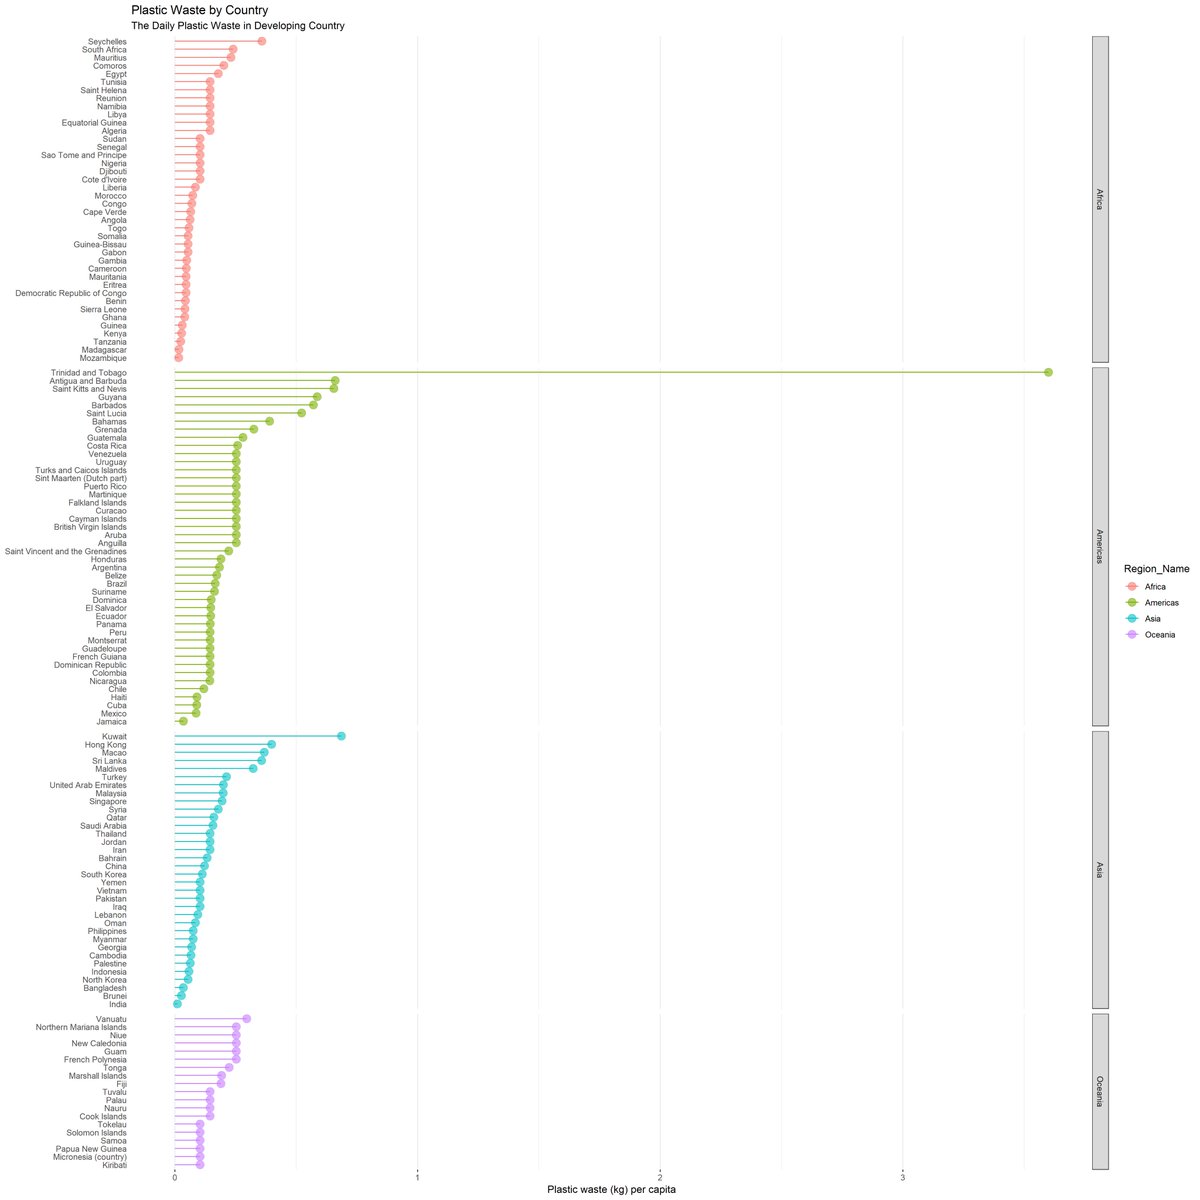 Plastic Waste by Country
The Daily Plastic Waste in Developing Country
Seychelles
South Africa
Mauritius
Comoros
Egypt
Tunisia
Saint Helena
Reunion
Namibia
Libya
Equatorial Guinea
Algeria
Sudan
Senegal
Sao Tome and Principe
Nigeria
Djibouti
Cote d'Ivoire
Liberia
Morocco
Congo
Cape Verde
Angola
Togo
Somalia
Guinea-Bissau
Gabon
Gambia
Cameroon
Mauritania
Eritrea
Democratic Republic of Congo
Benin
Sierra Leone
Ghana
Guinea
Kenya
Tanzania
Madagascar
Mozambique
Africa
Trinidad and Tobago
Antigua and Barbuda
Saint Kitts and Nevis
Guyana
Barbados
Saint Lucia
Bahamas
Grenada
Guatemala
Costa Rica
Venezuela
Uruguay
Turks and Caicos Islands
Sint Maarten (Dutch part)
Puerto Rico
Martinique
Falkland Islands
Curacao
Cayman Islands
British Virgin Islands
Aruba
Anguilla
Saint Vincent and the Grenadines
Honduras
Argentina
Belize
Brazil
Suriname
Dominica
El Salvador
Ecuador
Panama
Peru
Montserrat
Guadeloupe
French Guiana
Dominican Republic
Colombia
Nicaragua
Chile
Haiti
Cuba
Mexico
Jamaica
Americas
Kuwait
Hong Kong
Macao
Sri Lanka
Maldives
Turkey
United Arab Emirates
Malaysia
Singapore
Syria
Qatar
Saudi Arabia
Thailand
Jordan
Iran
Bahrain
China
South Korea
Yemen
Vietnam
Pakistan
Iraq
Lebanon
Oman
Philippines
Myanmar
Georgia
Cambodia
Palestine
Indonesia
North Korea
Bangladesh
Brunei
India
Asia
Vanuatu
Northern Mariana Islands
Niue
New Caledonia
Guam
French Polynesia
Tonga
Marshall Islands
Fiji
Tuvalu
Palau
Nauru
Cook Islands
Tokelau
Solomon Islands
Samoa
Papua New Guinea
Micronesia (country)
Kiribati
Oceania
0 1 2 3
Plastic waste (kg) per capita
Region_Name
Africa
Americas
Asia
Oceania